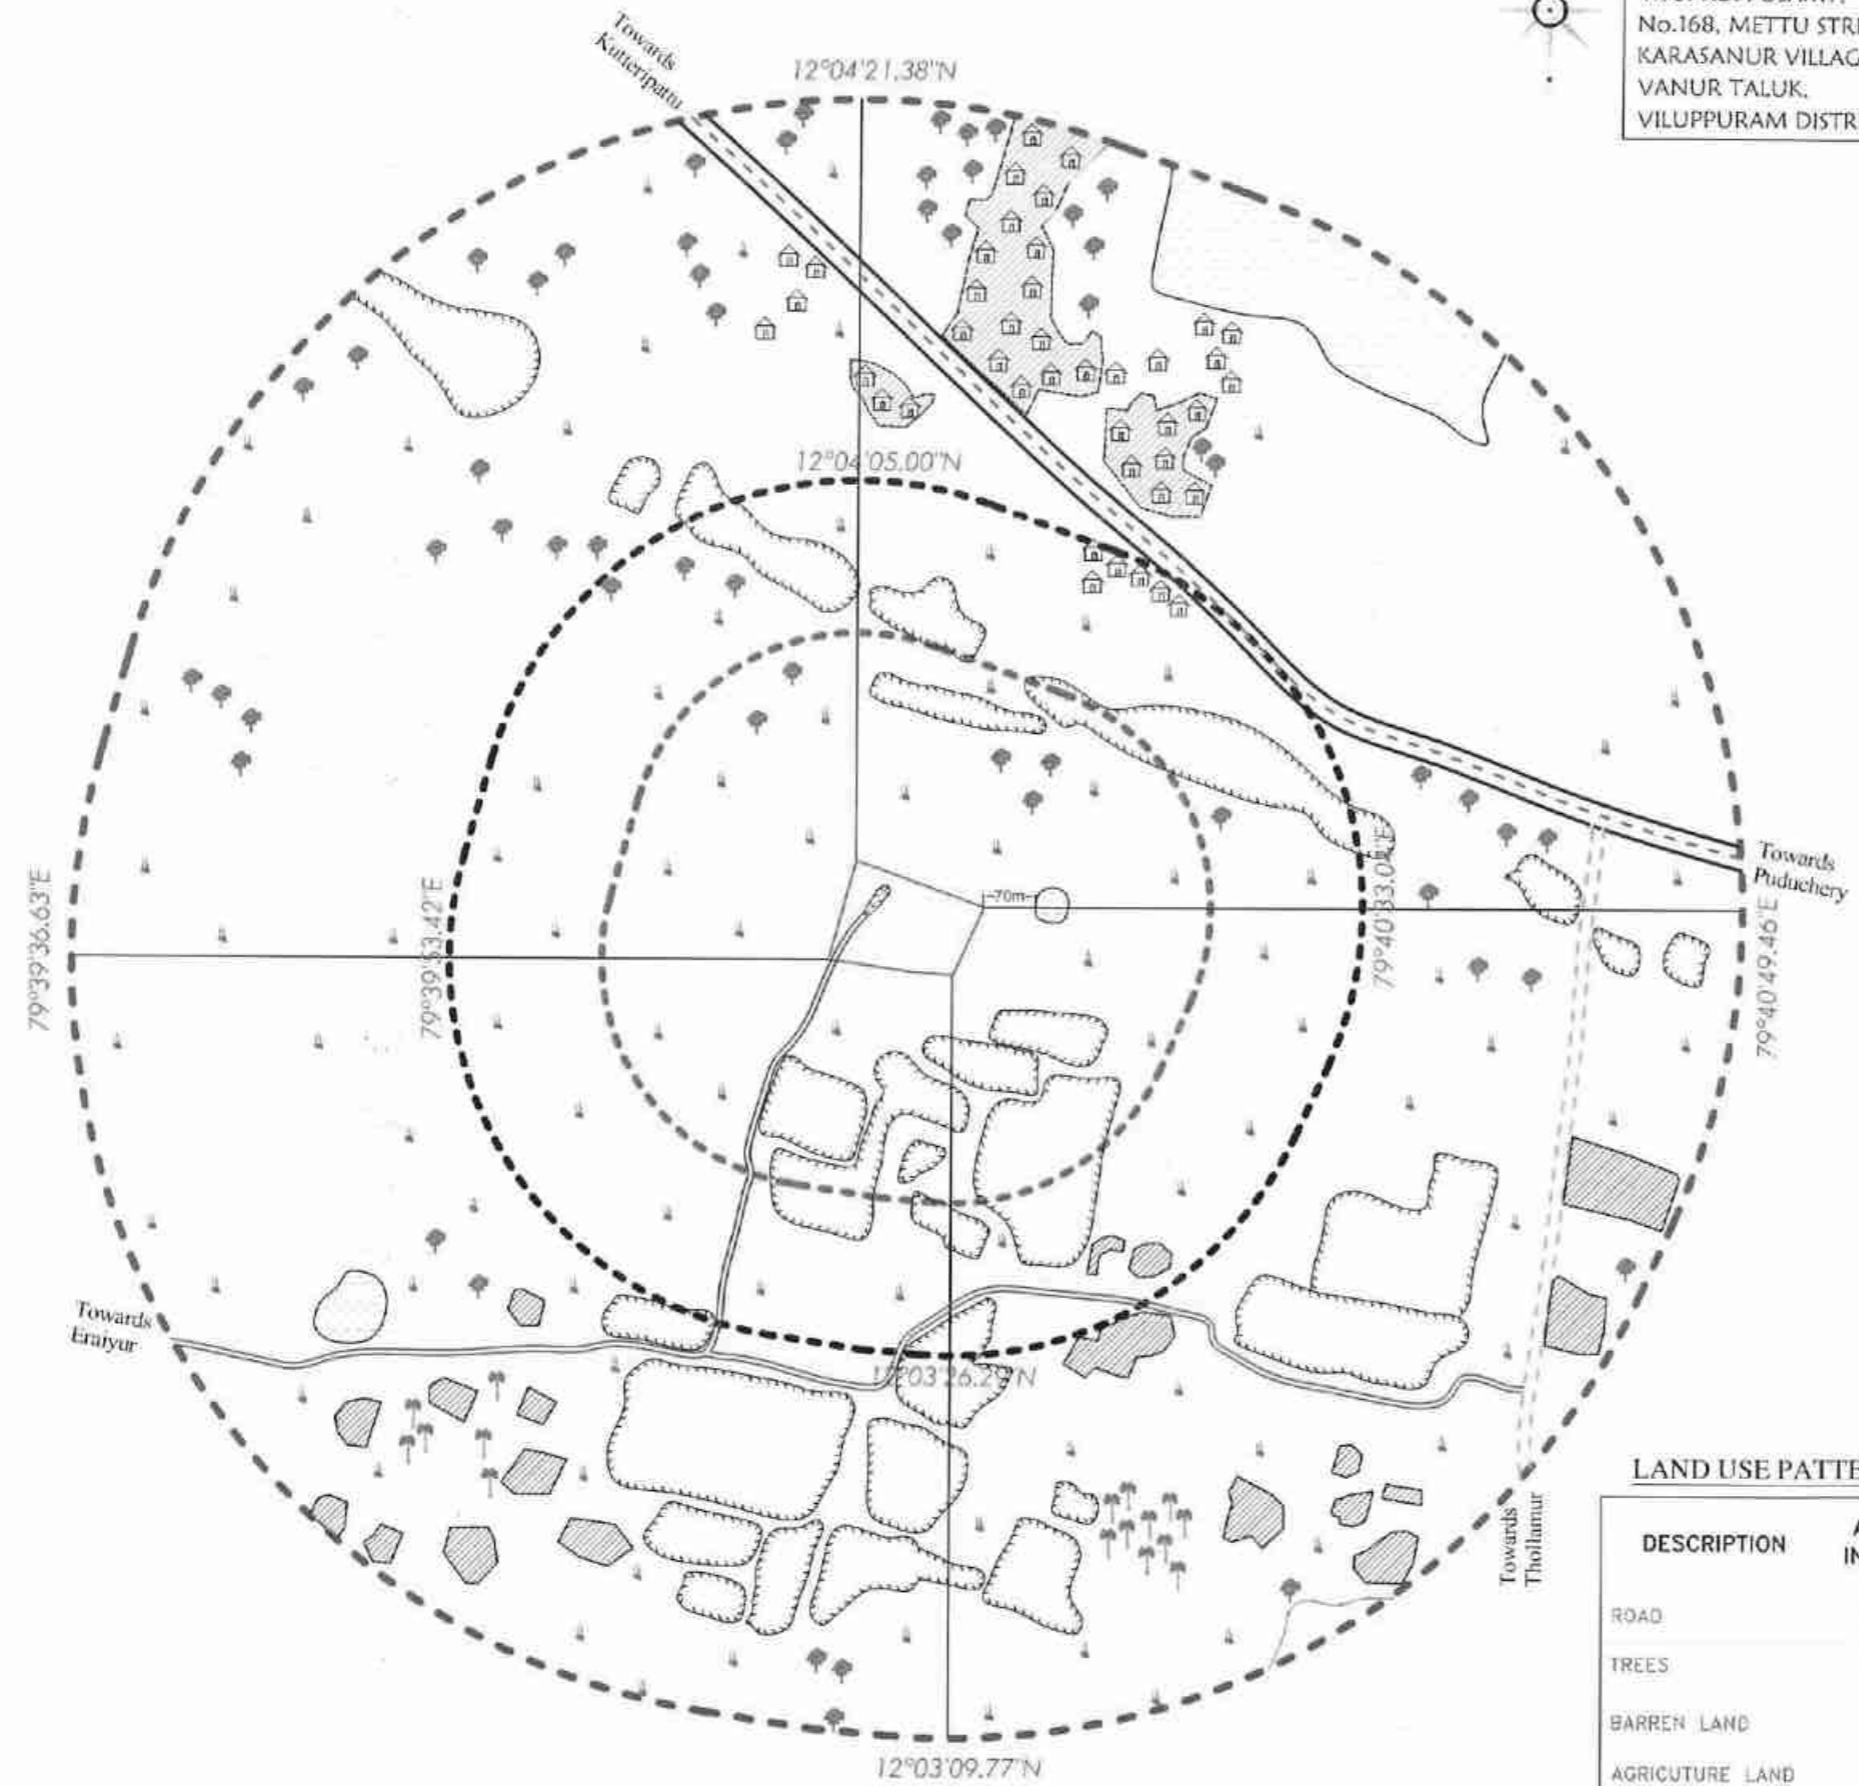 No.168, METTU STRE
KARASANUR VILLAG
VANUR TALUK,
VILUPPURAM DISTR
Towards
Kutteripattu
12°04'21.38"N
12°04'05.00"N
Towards
Puduchery
79°39'36.63"E
79°39'53.42"E
70m
79°40'33.04"E
79°40'49.46"E
Towards
Eraiyur
12°03'26.29"N
Towards
Thollamur
12°03'09.77"N
LAND USE PATTE
DESCRIPTION
IN
ROAD
TREES
BARREN LAND
AGRICUTURE LAND